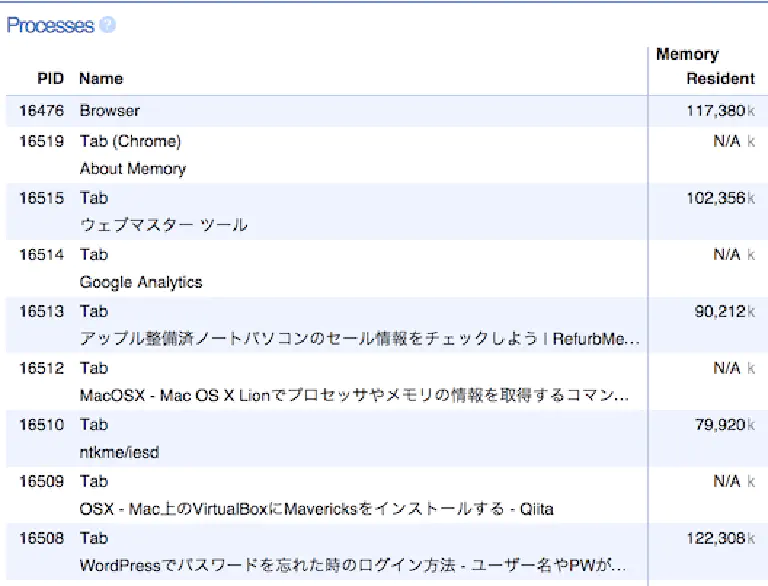 Processes ?
Memory
PID Name Resident
16476 Browser 117,380k
16519 Tab (Chrome) N/A k
About Memory
16515 Tab 102,356k
ウェブマスター ツール
16514 Tab N/A k
Google Analytics
16513 Tab 90,212k
アップル整備済ノートパソコンのセール情報をチェックしよう | RefurbMe...
16512 Tab N/A k
MacOSX - Mac OS X Lionでプロセッサやメモリの情報を取得するコマン...
16510 Tab 79,920k
ntkme/iesd
16509 Tab N/A k
OSX - Mac上のVirtualBoxにMavericksをインストールする - Qiita
16508 Tab 122,308k
WordPressでパスワードを忘れた時のログイン方法 - ユーザー名やPWが...